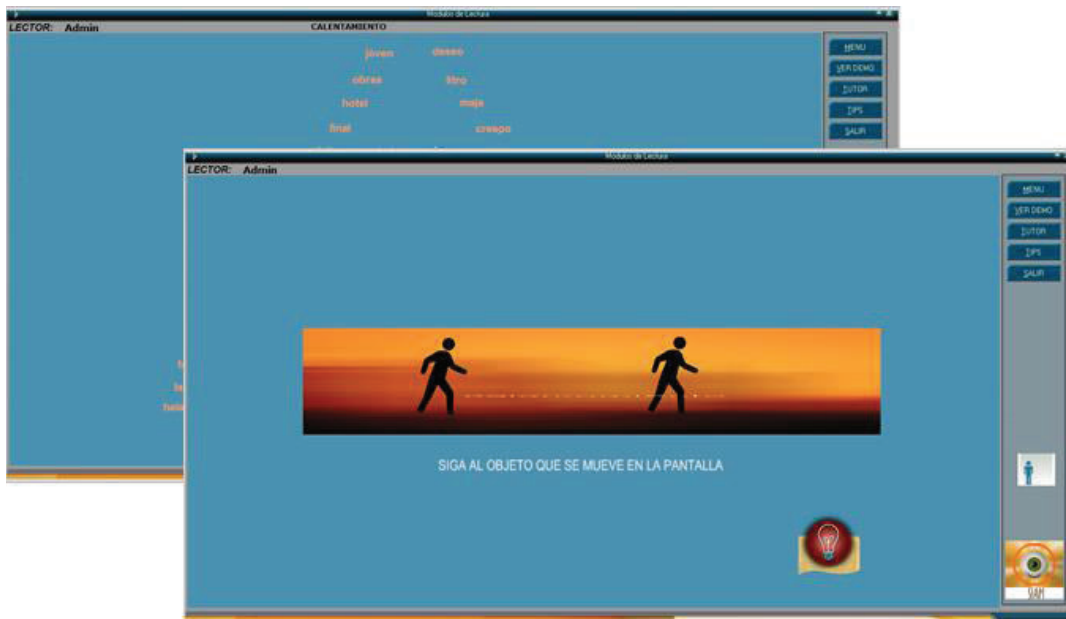 Modulo de Lectura
LECTOR: Admin
CALENTAMIENTO
joven deseo
obras litro
hotel maja
final crespo
MENU
VER DEMO
TUTOR
TIPS
SALIR
Modulo de Lectura
LECTOR: Admin
MENU
VER DEMO
TUTOR
TIPS
SALIR
SIGA AL OBJETO QUE SE MUEVE EN LA PANTALLA